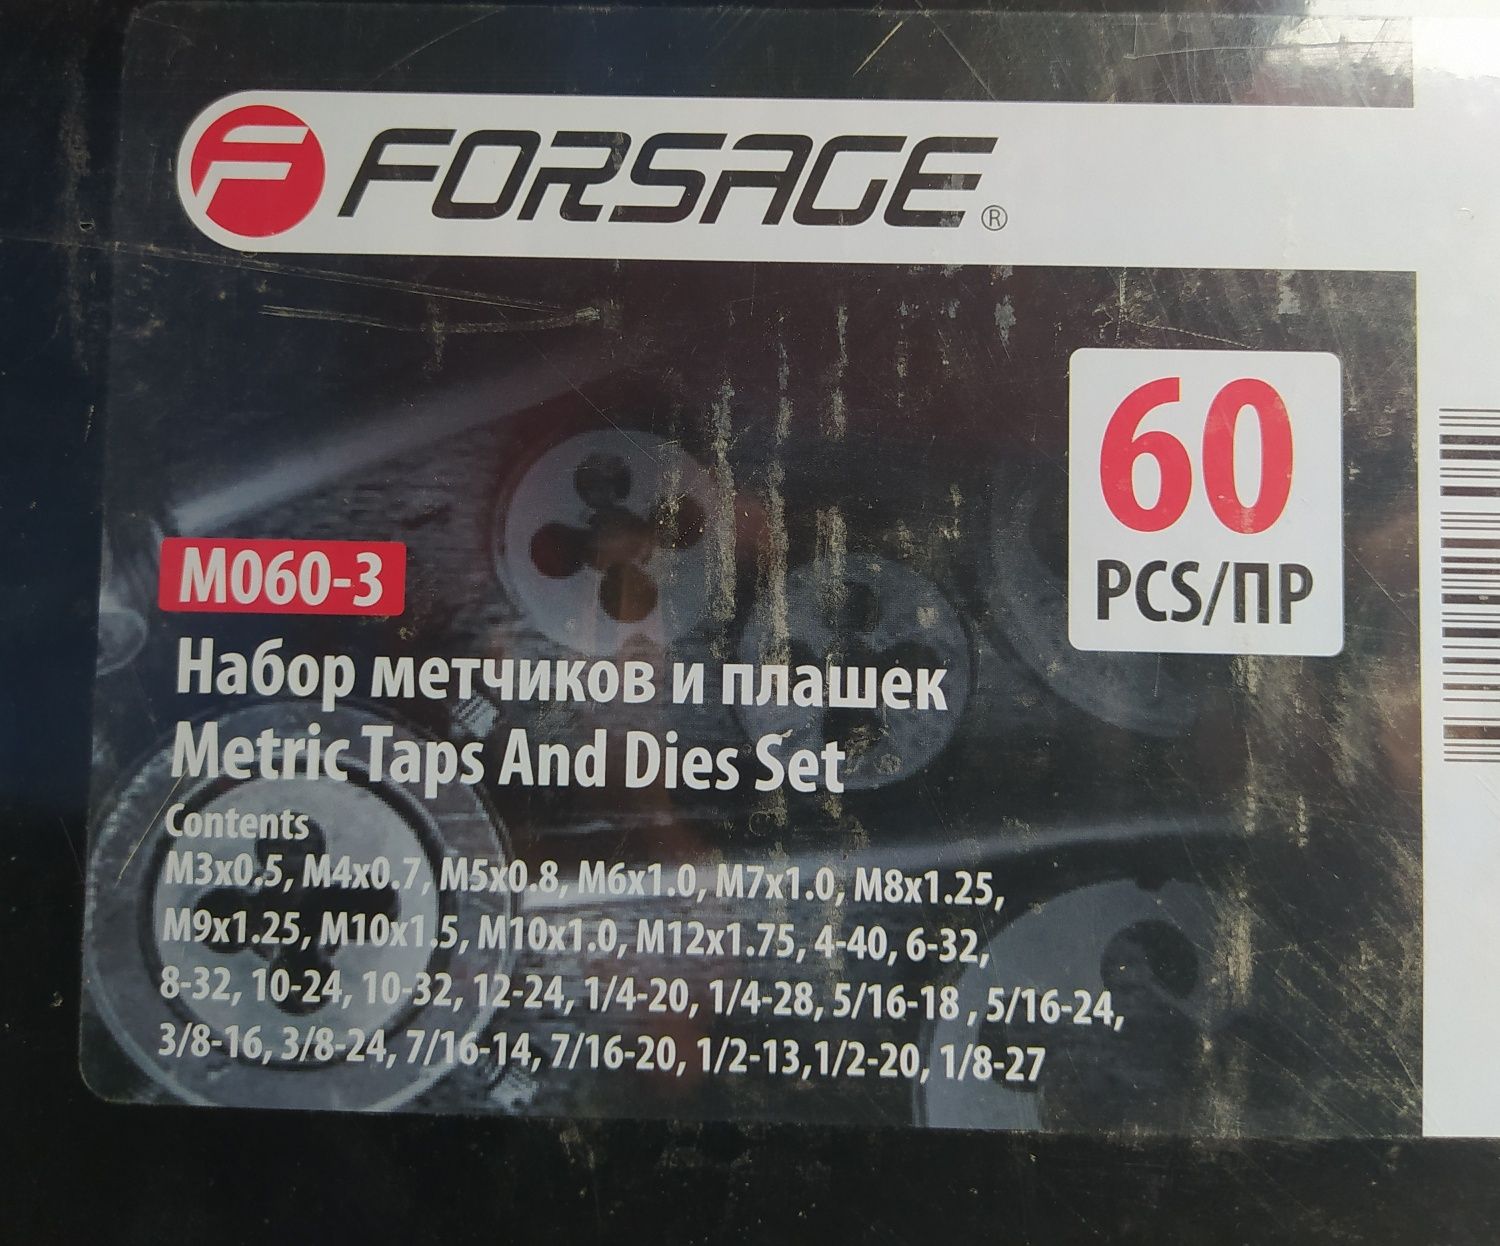 FORSAGE®
60
PCS/ПР
M060-3
Набор метчиков и плашек
Metric Taps And Dies Set
Contents
M3x0.5, M4x0.7, M5x0.8, M6x1.0, M7x1.0, M8x1.25,
M9x1.25, M10x1.5, M10x1.0, M12x1.75, 4-40, 6-32,
8-32, 10-24, 10-32, 12-24, 1/4-20, 1/4-28, 5/16-18 , 5/16-24,
3/8-16, 3/8-24, 7/16-14, 7/16-20, 1/2-13,1/2-20, 1/8-27